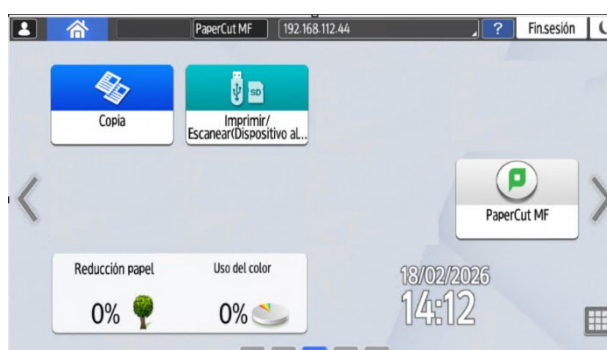 PaperCut MF
192.168.112.44
?
Fin.sesión
Copia
SD
Imprimir/
Escanear(Dispositivo al...
PaperCut MF
Reducción papel
Uso del color
0%
0%
18/02/2026
14:12